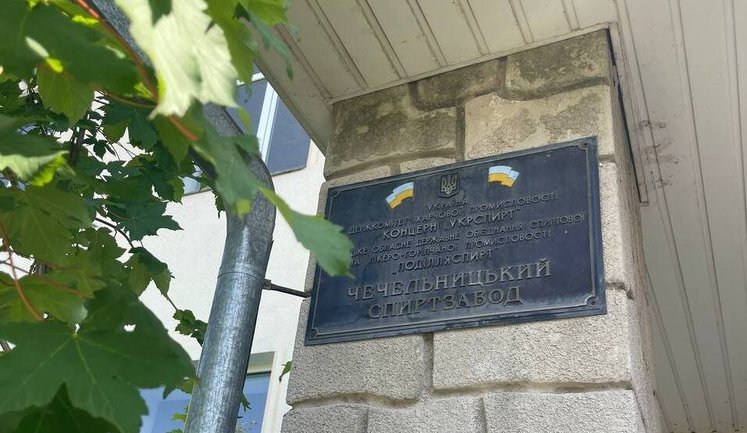 УКРАЇНА
ДЕРЖКОМІТЕТ ХАРЧОВОЇ ПРОМИСЛОВОСТІ
КОНЦЕРН „УКРСПИРТ"
ОБЛАСНЕ ДЕРЖАВНЕ ОБ'ЄДНАННЯ СПИРТОВОЇ
ТА ЛІКЕРО-ГОРІЛЧАНОЇ ПРОМИСЛОВОСТІ
„ПОДІЛЛЯСПИРТ"
ЧЕЧЕЛЬНИЦЬКИЙ
СПИРТЗАВОД